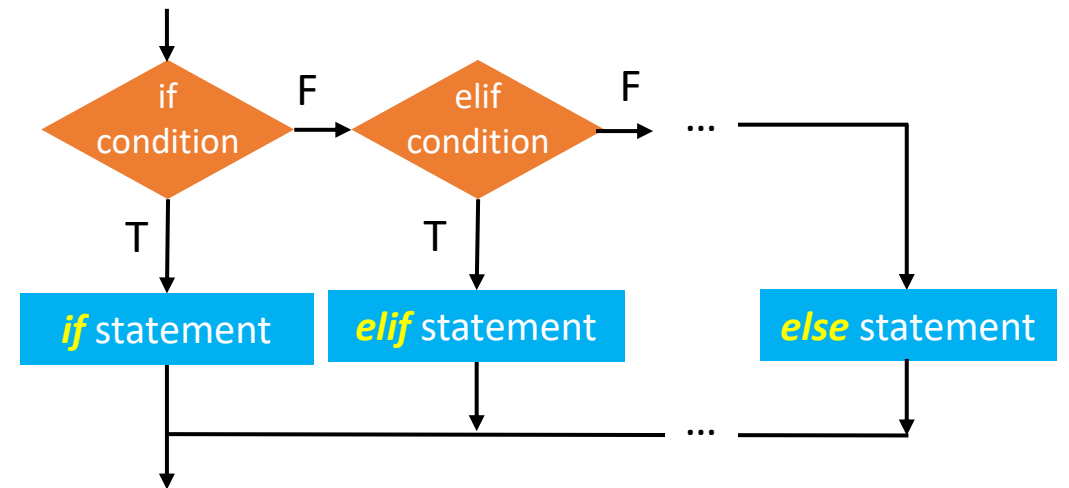 if
condition
F
elif
condition
F
...
T
T
if statement
elif statement
else statement
...